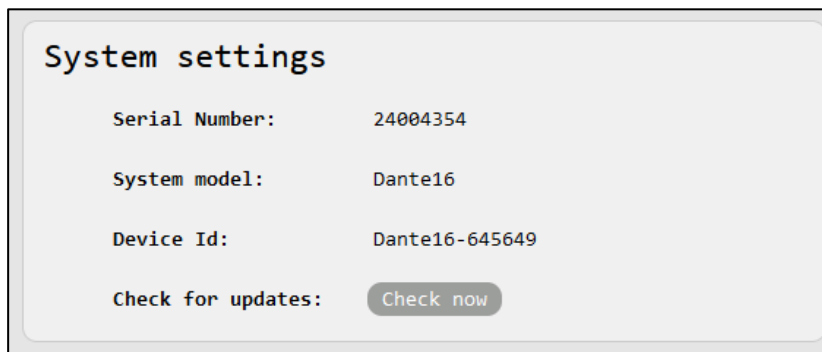 System settings
Serial Number: 24004354
System model: Dante16
Device Id: Dante16-645649
Check for updates: Check now